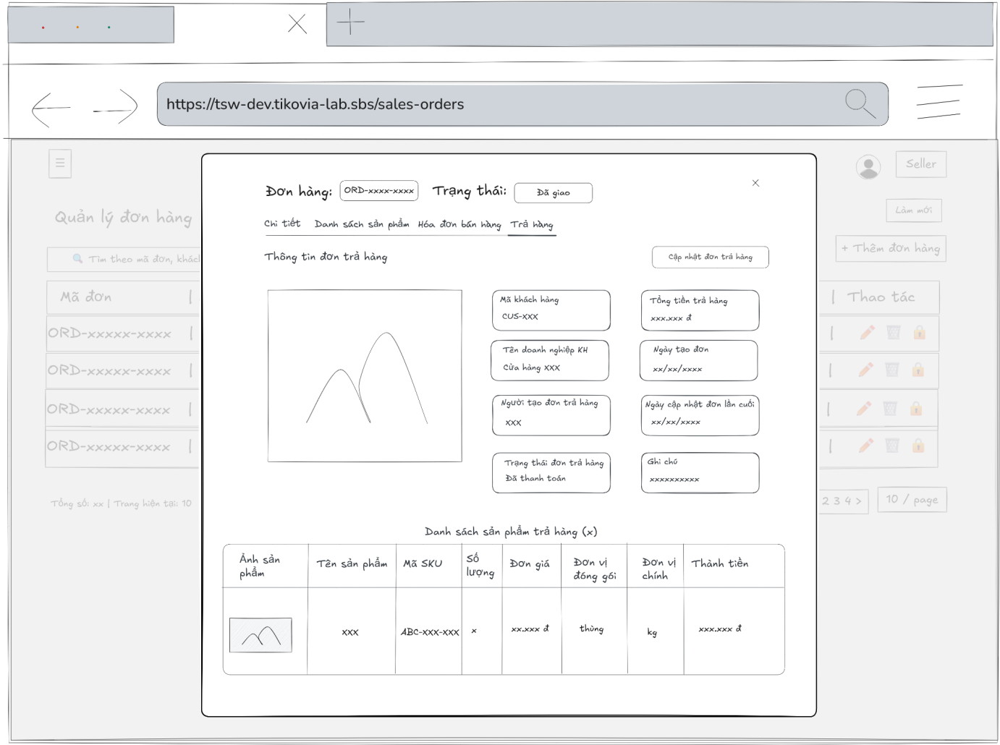 https://tsw-dev.tikovia-lab.sbs/sales-orders
Seller
Quản lý đơn hàng
Làm mới
🔍 Tìm theo mã đơn, khách
+ Thêm đơn hàng
Mã đơn |
| Thao tác
ORD-xxxxx-xxxx |
ORD-xxxxx-xxxx |
ORD-xxxxx-xxxx |
ORD-xxxxx-xxxx |
Tổng số: xx | Trang hiện tại: 10
2 3 4 >
10 / page
Đơn hàng: ORD-xxxx-xxxx Trạng thái: Đã giao
Chi tiết Danh sách sản phẩm Hóa đơn bán hàng Trả hàng
Thông tin đơn trả hàng
Cập nhật đơn trả hàng
Mã khách hàng
CUS-XXX
Tổng tiền trả hàng
xxx.xxx đ
Tên doanh nghiệp KH
Cửa hàng XXX
Ngày tạo đơn
xx/xx/xxxx
Người tạo đơn trả hàng
XXX
Ngày cập nhật đơn lần cuối
xx/xx/xxxx
Trạng thái đơn trả hàng
Đã thanh toán
Ghi chú
xxxxxxxxxx
Danh sách sản phẩm trả hàng (x)
Ảnh sản
phẩm
Tên sản phẩm
Mã SKU
Số
lượng
Đơn giá
Đơn vị
đóng gói
Đơn vị
chính
Thành tiền
XXX
ABC-XXX-XXX
x
xx.xxx đ
thùng
kg
xxx.xxx đ